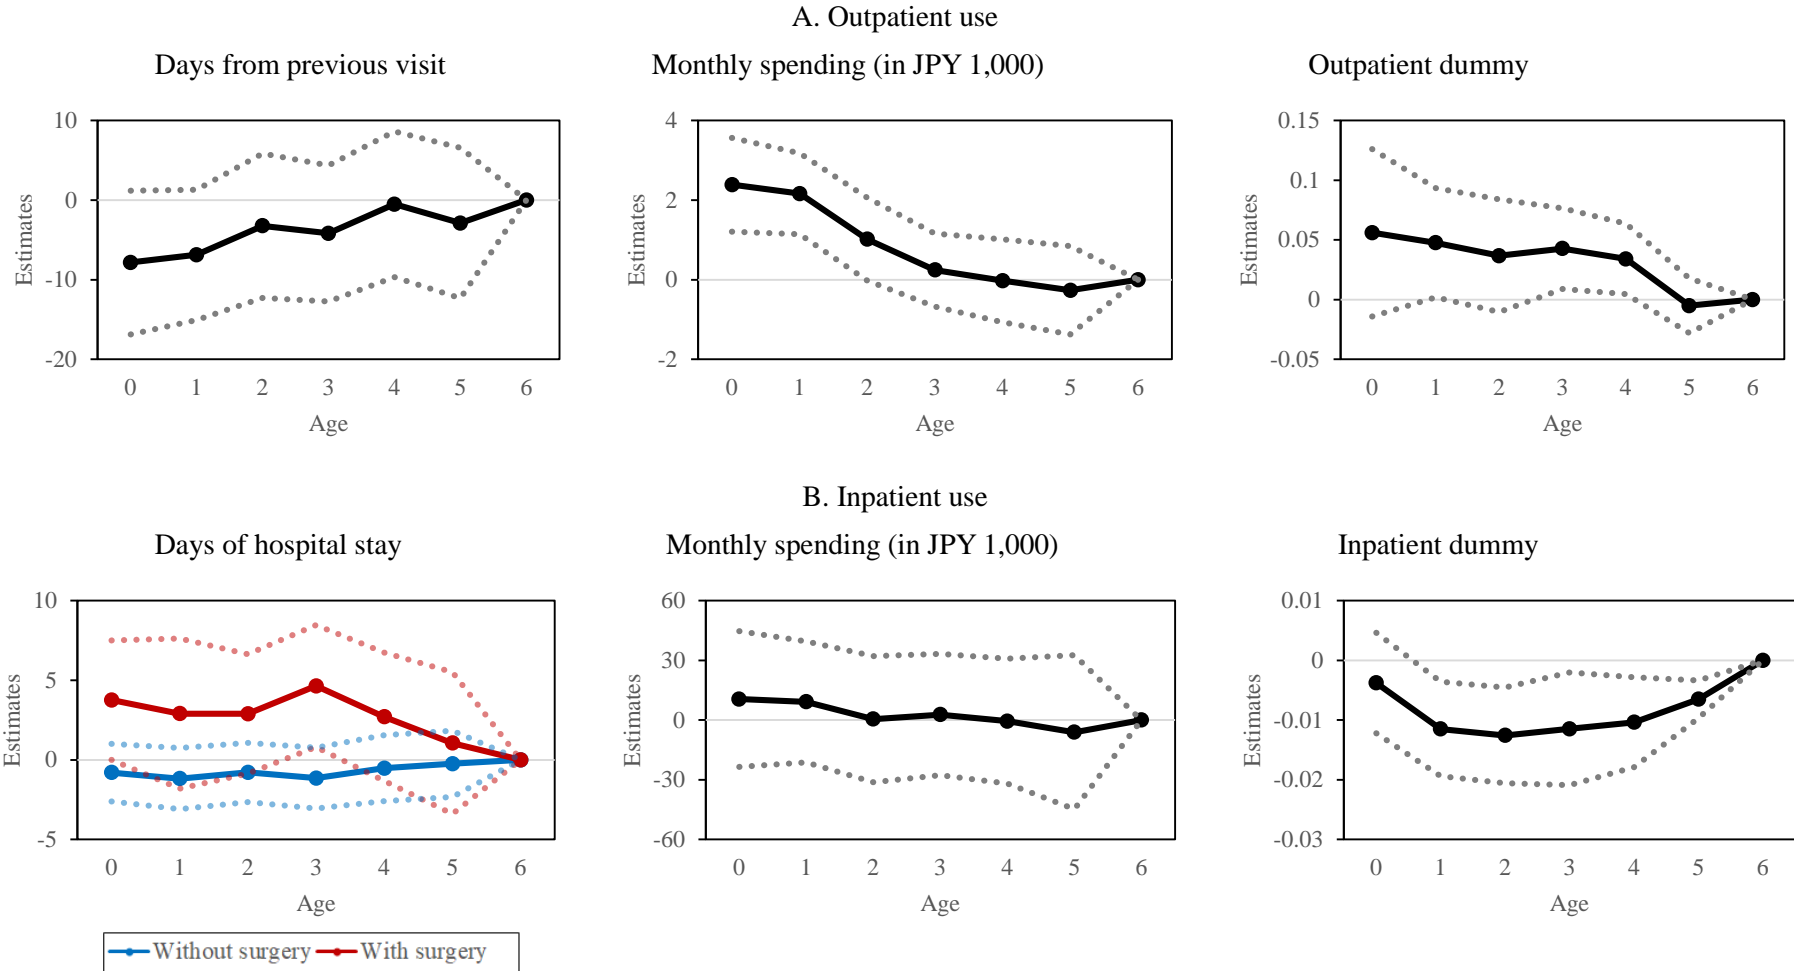 A. Outpatient use
Days from previous visit
Monthly spending (in JPY 1,000)
Outpatient dummy
10
0
-10
-20
Estimates
0 1 2 3 4 5 6
Age
4
2
0
-2
Estimates
0 1 2 3 4 5 6
Age
0.15
0.1
0.05
0
-0.05
Estimates
0 1 2 3 4 5 6
Age
B. Inpatient use
Days of hospital stay
Monthly spending (in JPY 1,000)
Inpatient dummy
10
5
0
-5
Estimates
0 1 2 3 4 5 6
Age
Without surgery With surgery
60
30
0
-30
-60
Estimates
0 1 2 3 4 5 6
Age
0.01
0
-0.01
-0.02
-0.03
Estimates
0 1 2 3 4 5 6
Age